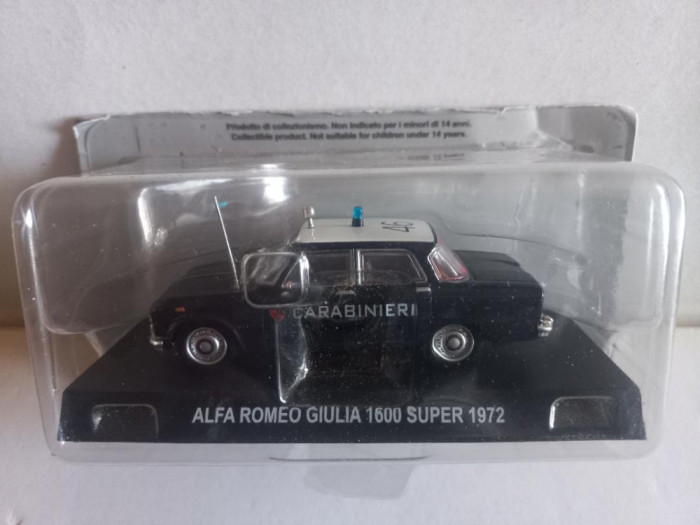 Prodotto di collezionismo. Non indicato per i minori di 14 anni.
Collectible product. Not suitable for children under 14 years.
46
CARABINIERI
ALFA ROMEO GIULIA 1600 SUPER 1972